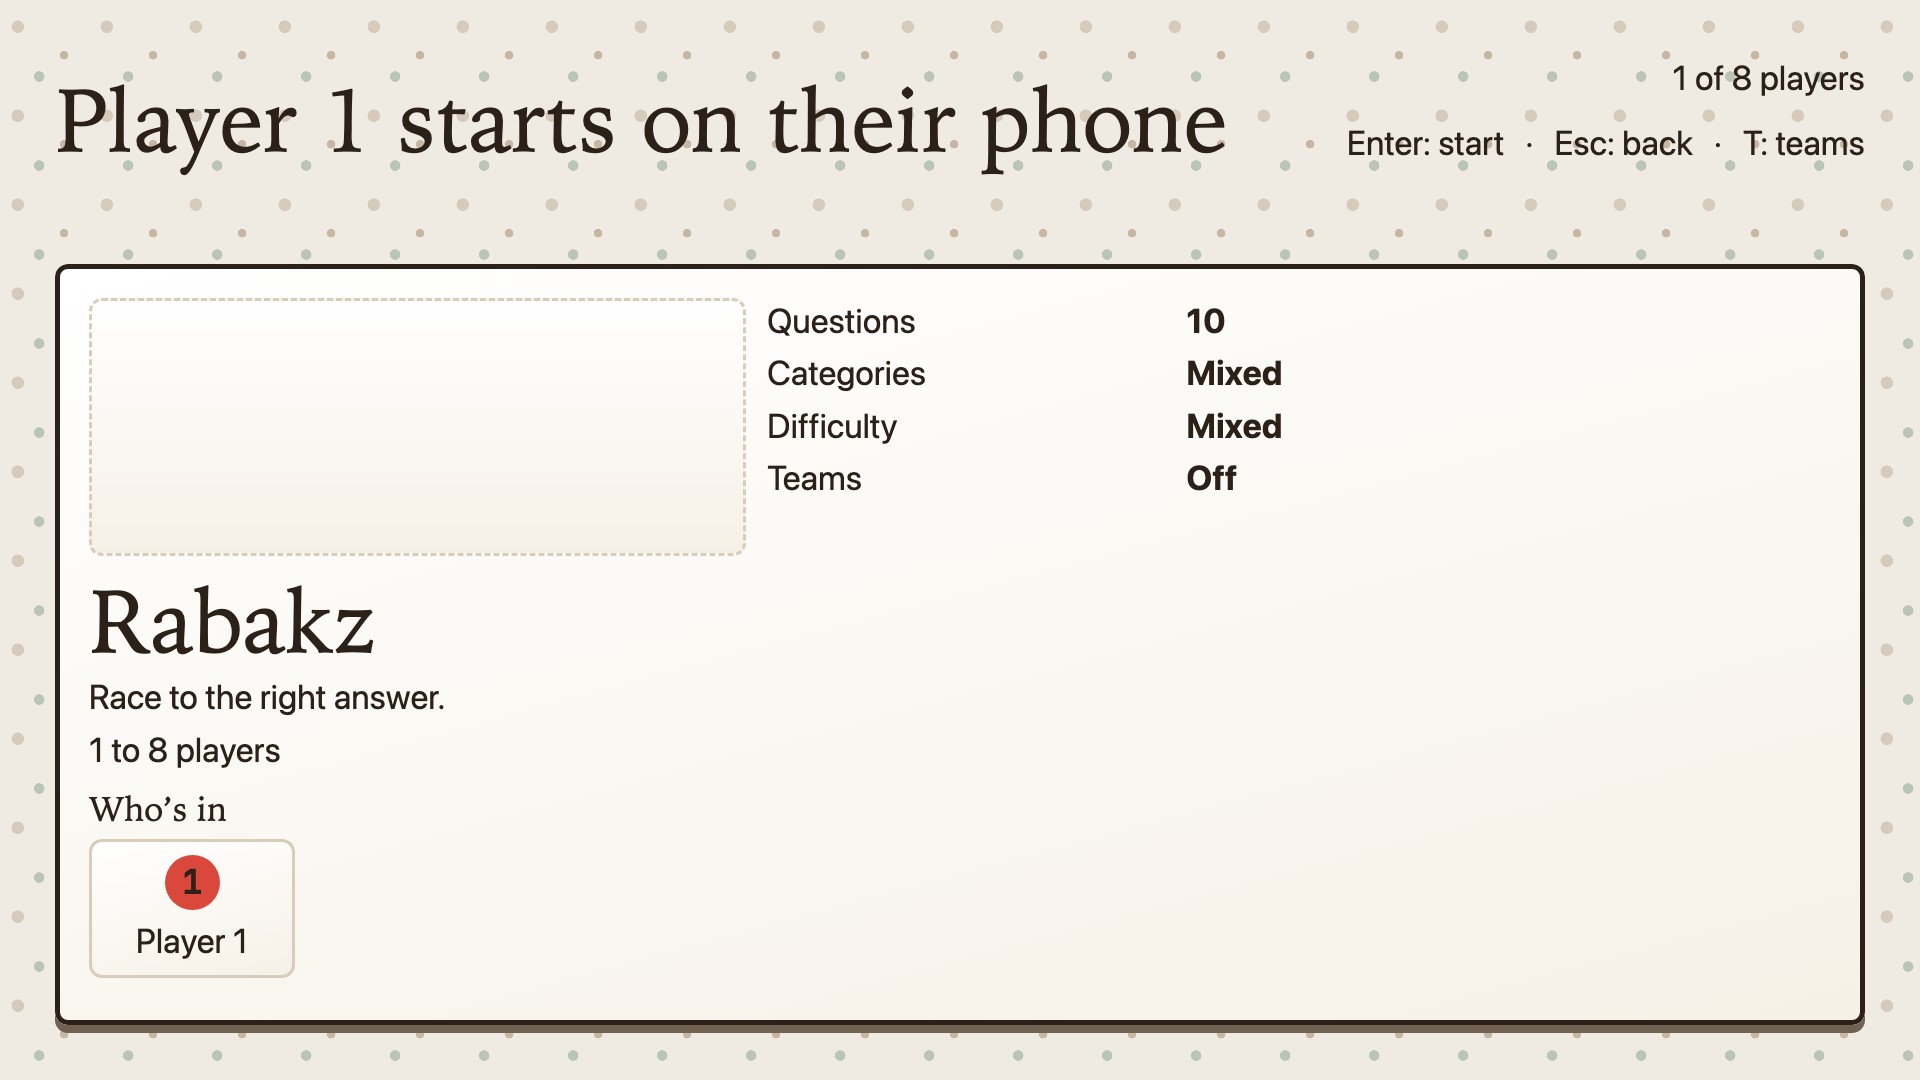 Player 1 starts on their phone
1 of 8 players
Enter: start · Esc: back · T: teams
Questions 10
Categories Mixed
Difficulty Mixed
Teams Off
Rabakz
Race to the right answer.
1 to 8 players
Who’s in
1
Player 1